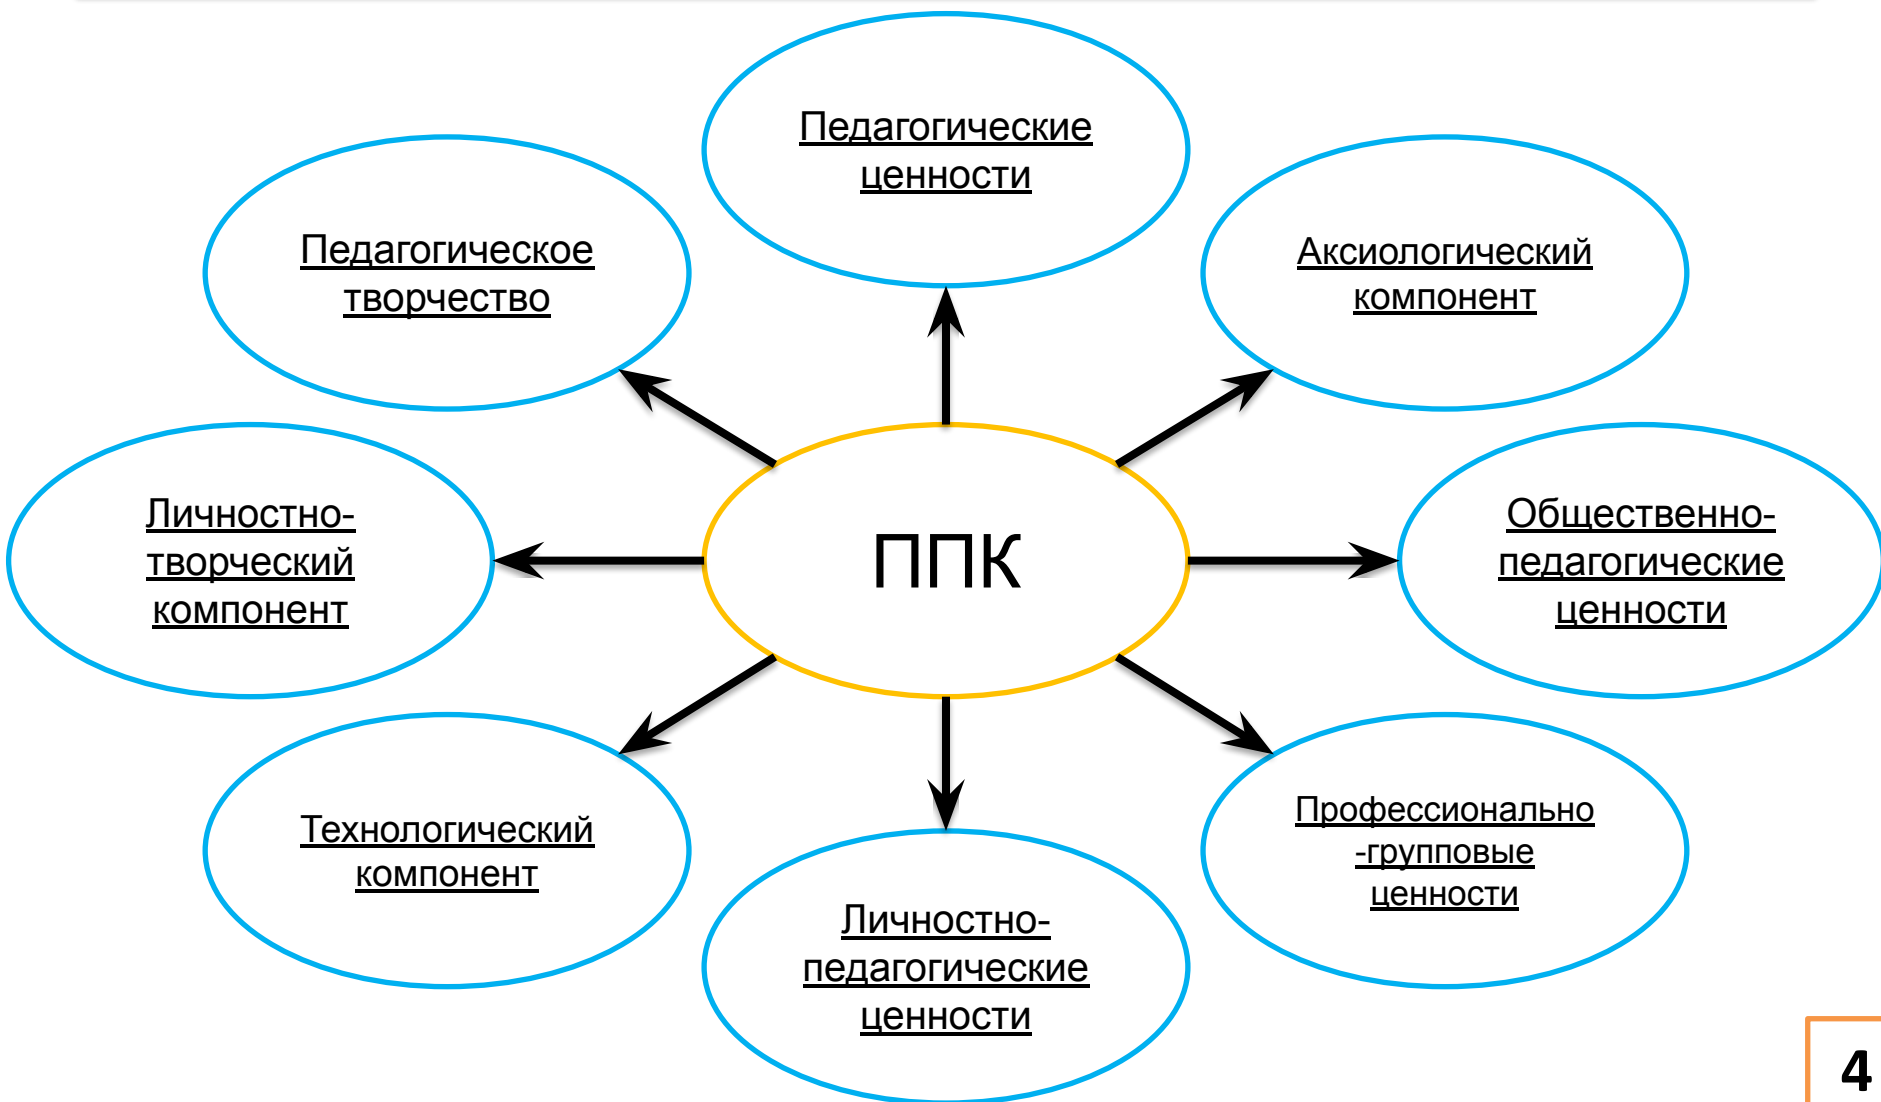 Педагогические
ценности
Педагогическое
творчество
Аксиологический
компонент
Личностно-
творческий
компонент
ППК
Общественно-
педагогические
ценности
Технологический
компонент
Профессионально
-групповые
ценности
Личностно-
педагогические
ценности
4